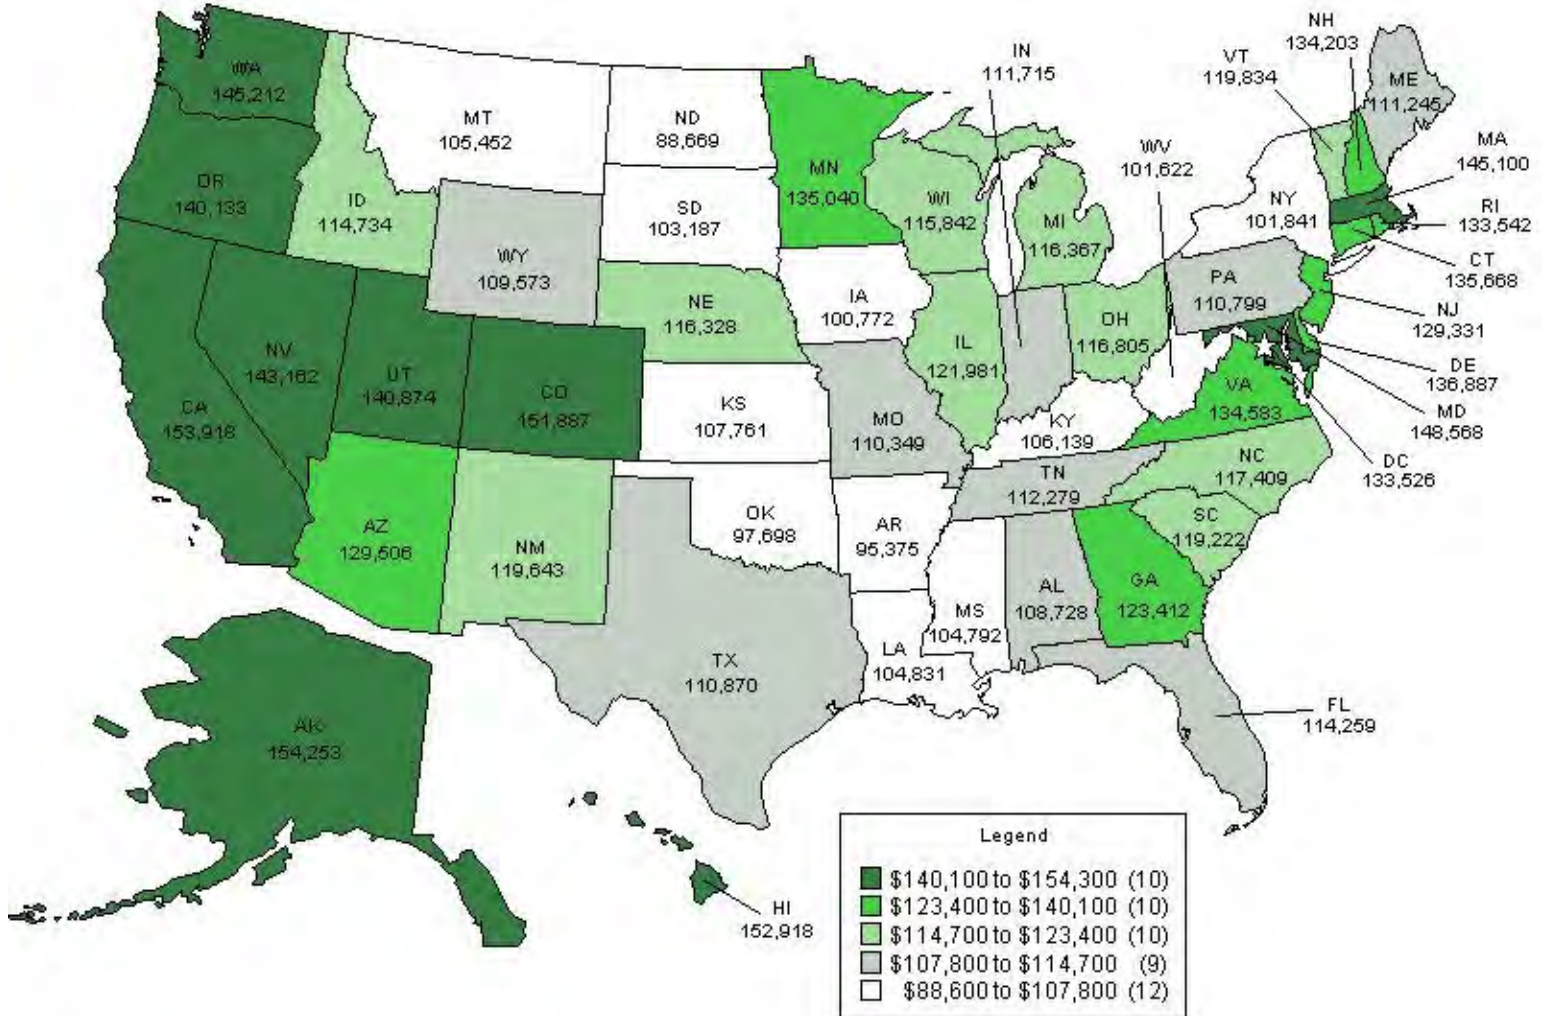 NH
134,203
IN
111,715
VT
119,834
ME
111,245
WA
145,212
MT
105,452
ND
88,669
MN
135,040
WV
101,622
MA
145,100
OR
140,133
ID
114,734
SD
103,187
WI
115,842
MI
116,367
NY
101,841
RI
133,542
WY
109,573
CT
135,668
NE
116,328
IA
100,772
PA
110,799
NJ
129,331
NV
143,162
UT
140,874
CO
151,887
IL
121,981
OH
116,805
DE
136,887
CA
153,918
KS
107,761
MO
110,349
KY
106,139
VA
134,583
MD
148,568
DC
133,526
AZ
129,506
NM
119,643
OK
97,698
AR
95,375
TN
112,279
NC
117,409
SC
119,222
TX
110,870
LA
104,831
MS
104,792
AL
108,728
GA
123,412
FL
114,259
AK
154,253
HI
152,918
Legend
$140,100 to $154,300 (10)
$123,400 to $140,100 (10)
$114,700 to $123,400 (10)
$107,800 to $114,700 (9)
$88,600 to $107,800 (12)